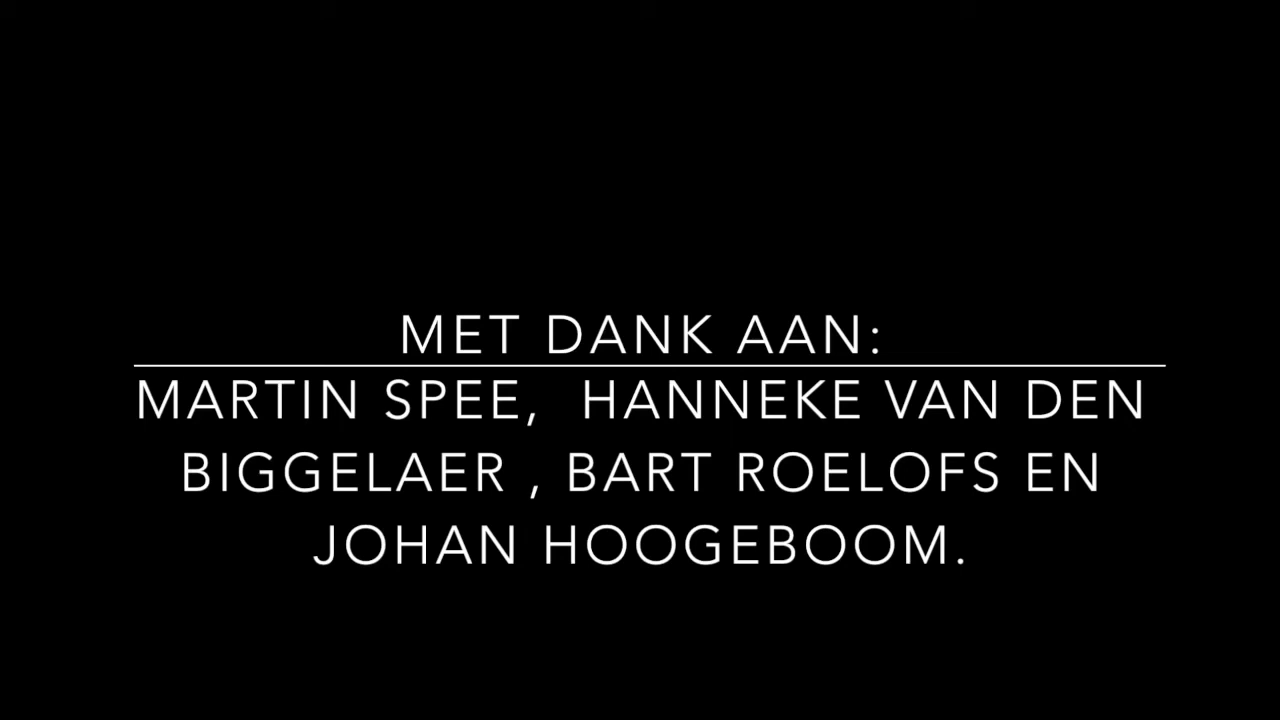 MET DANK AAN:
MARTIN SPEE,  HANNEKE VAN DEN
BIGGELAER , BART ROELOFS EN
JOHAN HOOGEBOOM.